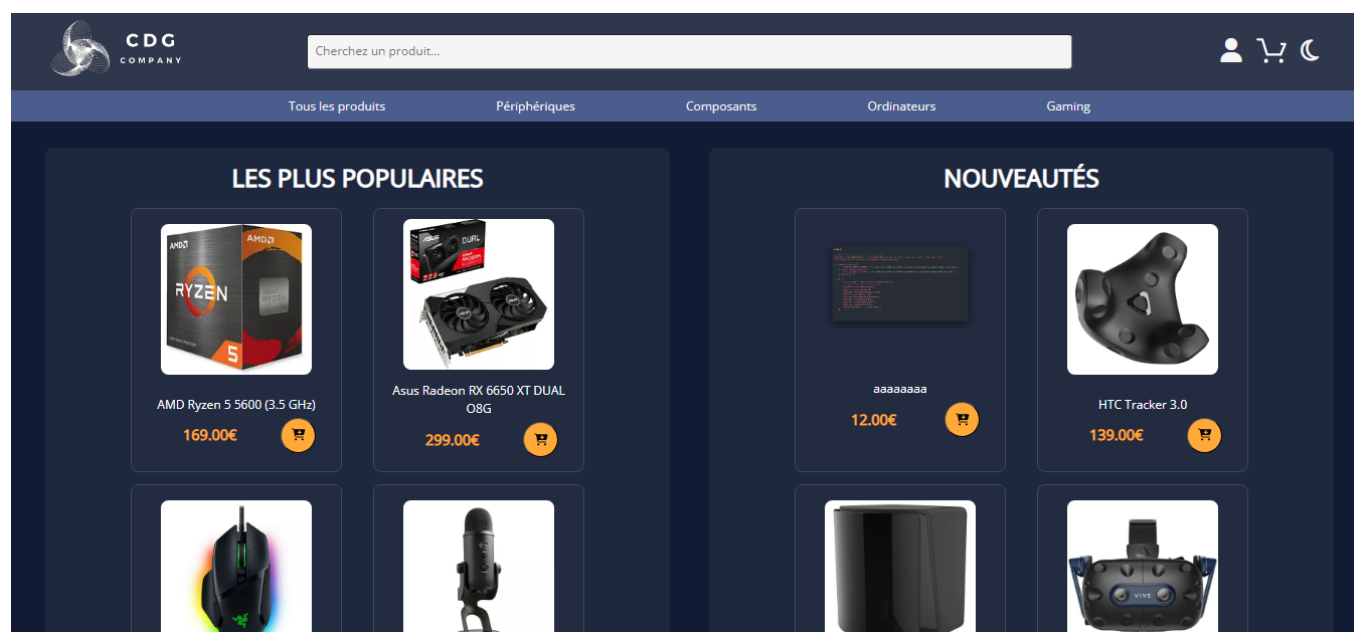 CDG
COMPANY
Cherchez un produit...
Tous les produits
Périphériques
Composants
Ordinateurs
Gaming
LES PLUS POPULAIRES
AMD
AMD
RYZEN
5
AMD Ryzen 5 5600 (3.5 GHz)
169.00€
DUAL
Asus Radeon RX 6650 XT DUAL
O8G
299.00€
NOUVEAUTÉS
aaaaaaaa
12.00€
HTC Tracker 3.0
139.00€
VIVE